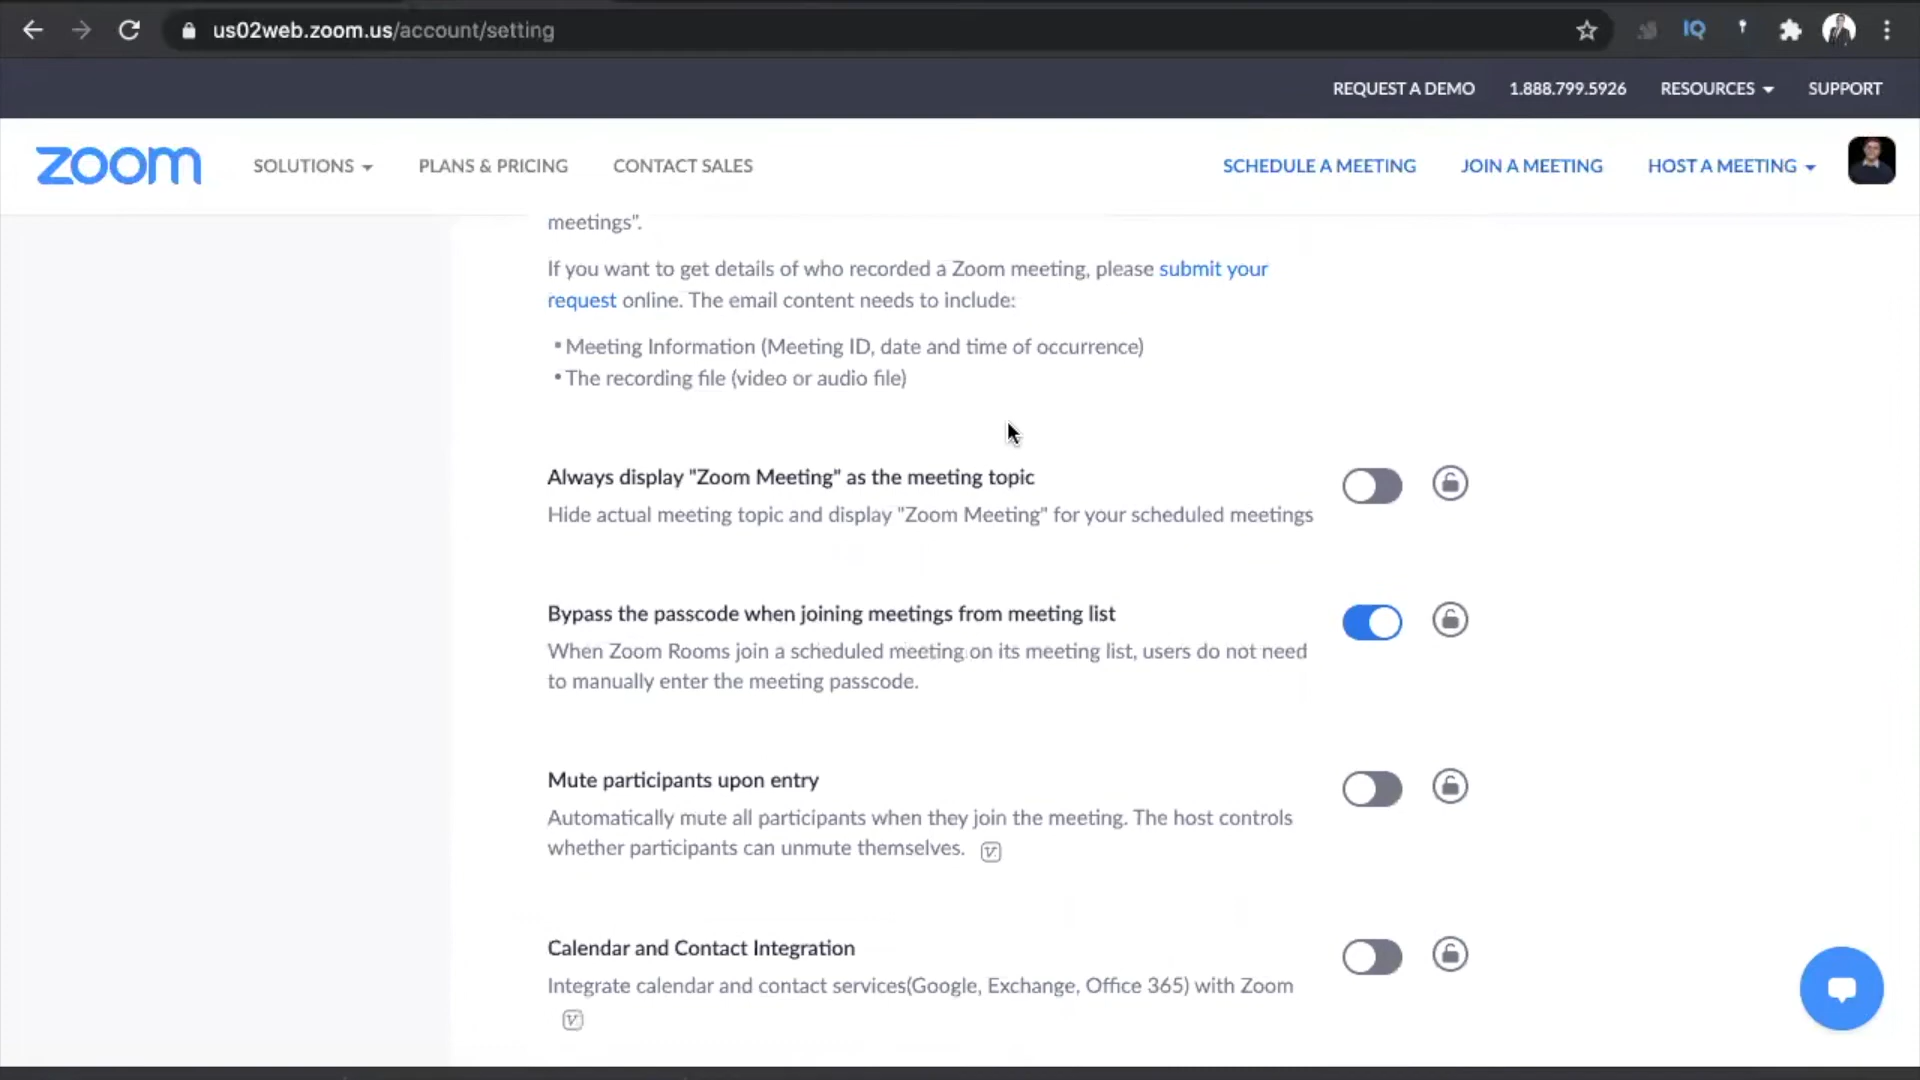 us02web.zoom.us/account/setting
IQ
REQUEST A DEMO 1.888.799.5926 RESOURCES SUPPORT
zoom SOLUTIONS PLANS & PRICING CONTACT SALES SCHEDULE A MEETING JOIN A MEETING HOST A MEETING
meetings".
If you want to get details of who recorded a Zoom meeting, please submit your
request online. The email content needs to include:
• Meeting Information (Meeting ID, date and time of occurrence)
• The recording file (video or audio file)
Always display "Zoom Meeting" as the meeting topic
Hide actual meeting topic and display "Zoom Meeting" for your scheduled meetings
Bypass the passcode when joining meetings from meeting list
When Zoom Rooms join a scheduled meeting on its meeting list, users do not need
to manually enter the meeting passcode.
Mute participants upon entry
Automatically mute all participants when they join the meeting. The host controls
whether participants can unmute themselves.
Calendar and Contact Integration
Integrate calendar and contact services(Google, Exchange, Office 365) with Zoom